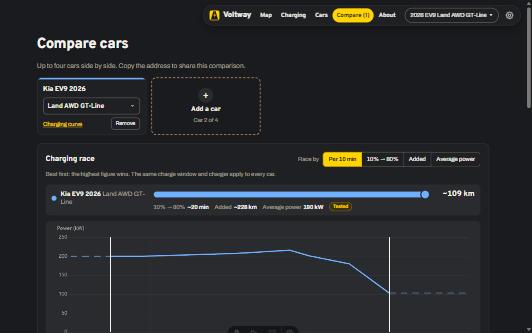 Voltway Map Charging Cars Compare (1) About 2026 EV9 Land AWD GT-Line
Compare cars
Up to four cars side by side. Copy the address to share this comparison.
Kia EV9 2026
Land AWD GT-Line
Charging curve Remove
+
Add a car
Car 2 of 4
Charging race
Race by Per 10 min 10% → 80% Added Average power
Best first: the highest figure wins. The same charge window and charger apply to every car.
Kia EV9 2026 Land AWD GT-
Line
~109 km
10% → 80% ~20 min Added ~228 km Average power 190 kW Tested
Power (kW)
250
200
150
100
50
0